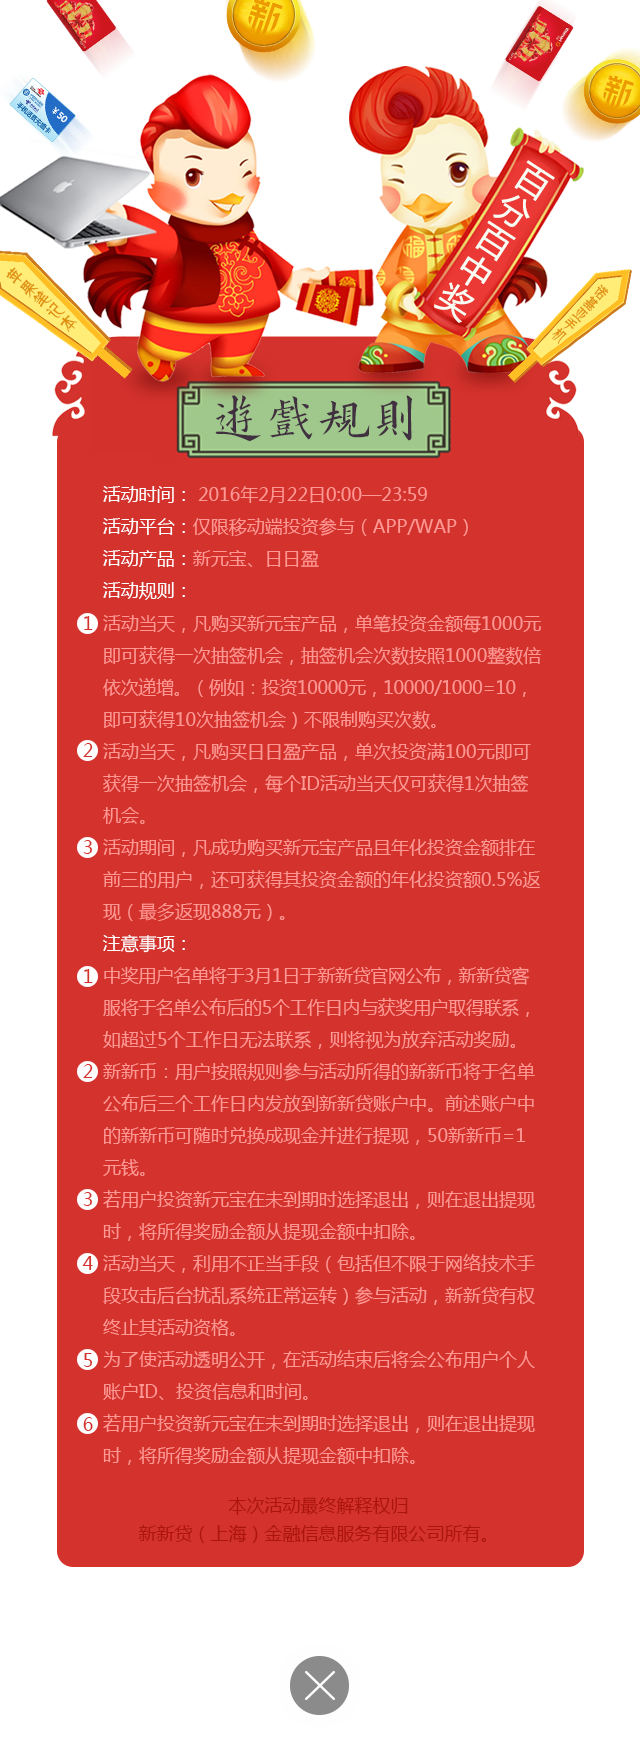 新
新
¥50
百分百中奖
苹果笔记本
遊戲規則
活动时间： 2016年2月22日0:00—23:59
活动平台：仅限移动端投资参与（APP/WAP）
活动产品：新元宝、日日盈
活动规则：
1 活动当天，凡购买新元宝产品，单笔投资金额每1000元
即可获得一次抽签机会，抽签机会次数按照1000整数倍
依次递增。（例如：投资10000元，10000/1000=10，
即可获得10次抽签机会）不限制购买次数。
2 活动当天，凡购买日日盈产品，单次投资满100元即可
获得一次抽签机会，每个ID活动当天仅可获得1次抽签
机会。
3 活动期间，凡成功购买新元宝产品且年化投资金额排在
前三的用户，还可获得其投资金额的年化投资额0.5%返
现（最多返现888元）。
注意事项：
1 中奖用户名单将于3月1日于新新贷官网公布，新新贷客
服将于名单公布后的5个工作日内与获奖用户取得联系，
如超过5个工作日无法联系，则将视为放弃活动奖励。
2 新新币：用户按照规则参与活动所得的新新币将于名单
公布后三个工作日内发放到新新贷账户中。前述账户中
的新新币可随时兑换成现金并进行提现，50新新币=1
元钱。
3 若用户投资新元宝在未到期时选择退出，则在退出提现
时，将所得奖励金额从提现金额中扣除。
4 活动当天，利用不正当手段（包括但不限于网络技术手
段攻击后台扰乱系统正常运转）参与活动，新新贷有权
终止其活动资格。
5 为了使活动透明公开，在活动结束后将会公布用户个人
账户ID、投资信息和时间。
6 若用户投资新元宝在未到期时选择退出，则在退出提现
时，将所得奖励金额从提现金额中扣除。
本次活动最终解释权归
新新贷（上海）金融信息服务有限公司所有。